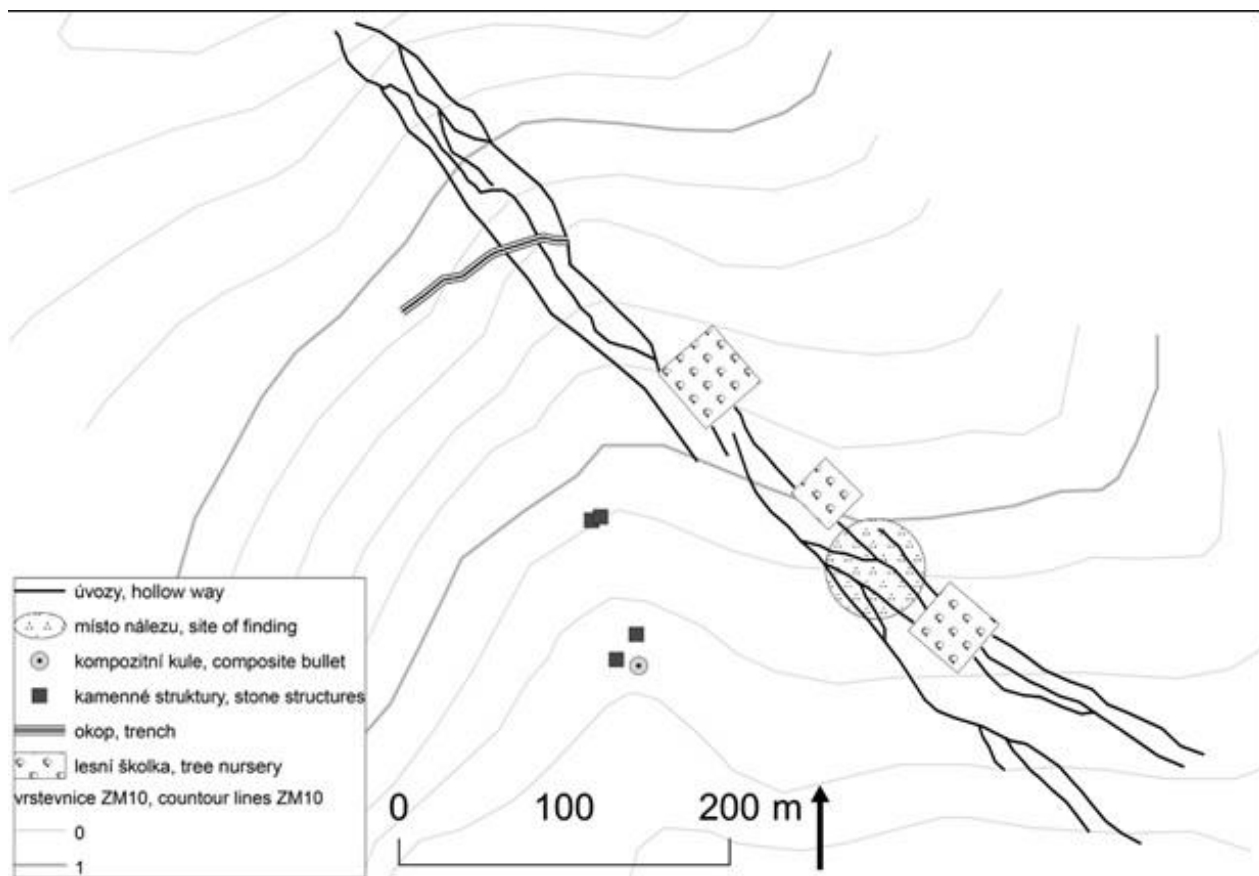 úvozy, hollow way
místo nálezu, site of finding
kompozitní kule, composite bullet
kamenné struktury, stone structures
okop, trench
lesní školka, tree nursery
vrstevnice ZM10, countour lines ZM10
0
1
0 100 200 m